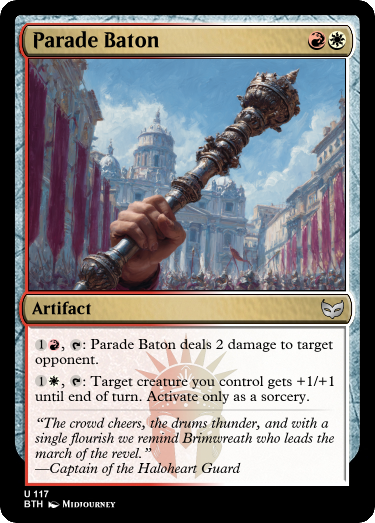 Parade Baton
Artifact
1, : Parade Baton deals 2 damage to target
opponent.
1, : Target creature you control gets +1/+1
until end of turn. Activate only as a sorcery.
“The crowd cheers, the drums thunder, and with a
single flourish we remind Brimwreath who leads the
march of the revel.”
—Captain of the Haloheart Guard
U 117
BTH Midjourney